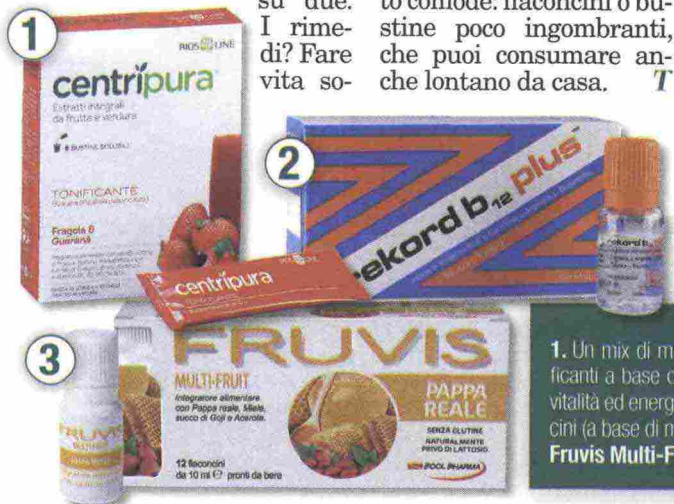 su due.
I rime-
di? Fare
vita so-
to comode: flaconcini o bu-
stine poco ingombranti,
che puoi consumare an-
che lontano da casa. T
1
BIOS LINE
centripura
Estratti integrali
da frutta e verdura
TONIFICANTE
Fragola &
Guaranà
centripura
2
rekord b12 plus
3
FRUVIS
MULTI-FRUIT
Integratore alimentare
con Pappa reale, Miele,
succo di Goji e Acerola.
12 flaconcini
da 10 ml pronti da bere
PAPPA
REALE
SENZA GLUTINE
NATURALMENTE
PRIVO DI LATTOSIO
POOL PHARMA
1. Un mix di m
ficanti a base c
vitalità ed energ
cini (a base di n
Fruvis Multi-F